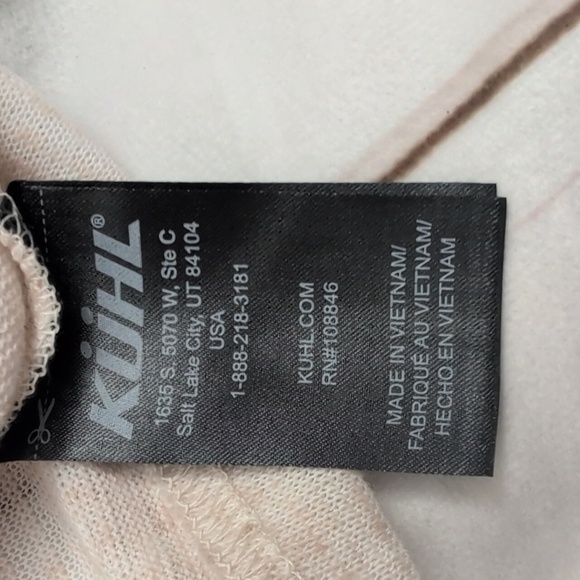 KÜHL®
1635 S. 5070 W, Ste C
Salt Lake City, UT 84104
USA
1-888-218-3181
KUHL.COM
RN#108846
MADE IN VIETNAM/
FABRIQUÉ AU VIETNAM/
HECHO EN VIETNAM